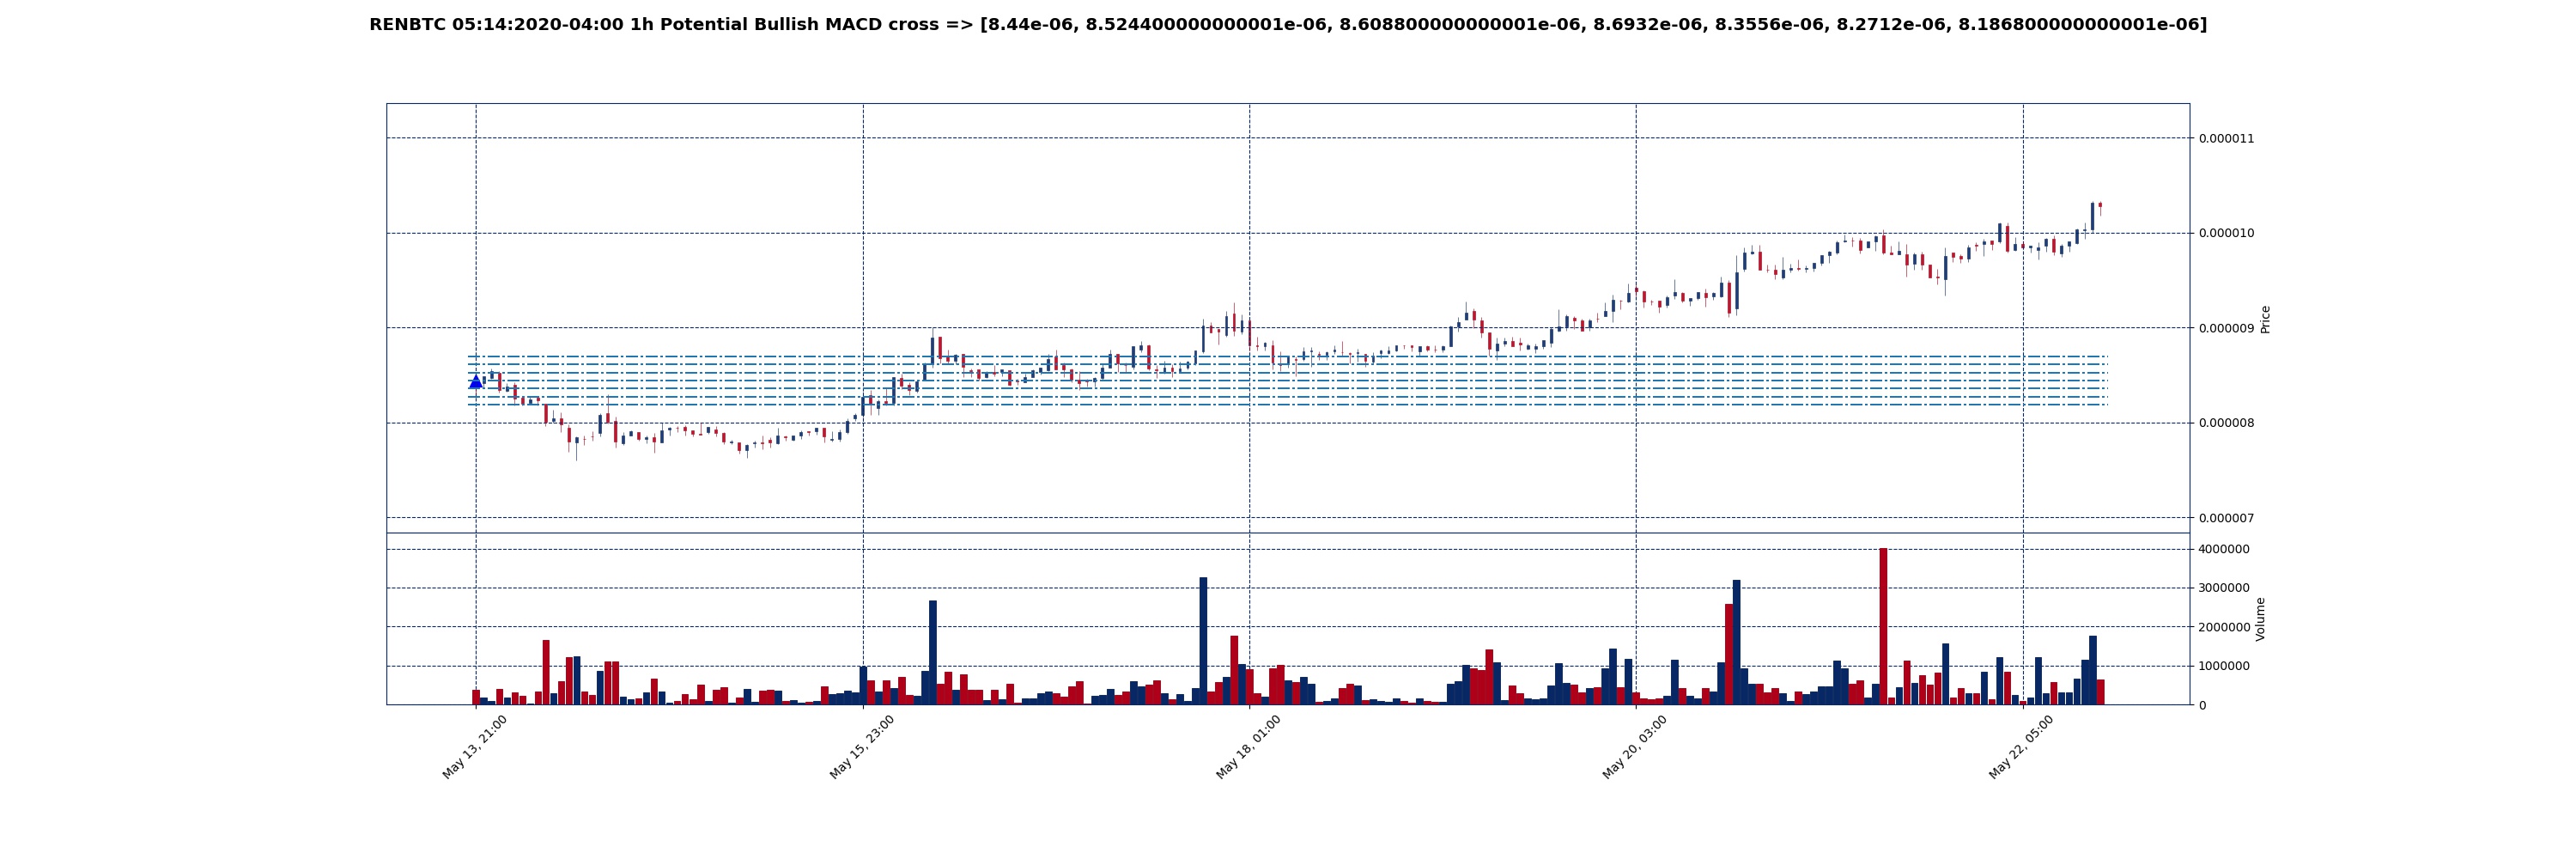 RENBTC 05:14:2020-04:00 1h Potential Bullish MACD cross => [8.44e-06, 8.524400000000001e-06, 8.608800000000001e-06, 8.6932e-06, 8.3556e-06, 8.2712e-06, 8.186800000000001e-06]
0.000011
0.000010
0.000009
0.000008
0.000007
Price
4000000
3000000
2000000
1000000
0
Volume
May 13, 21:00
May 15, 23:00
May 18, 01:00
May 20, 03:00
May 22, 05:00